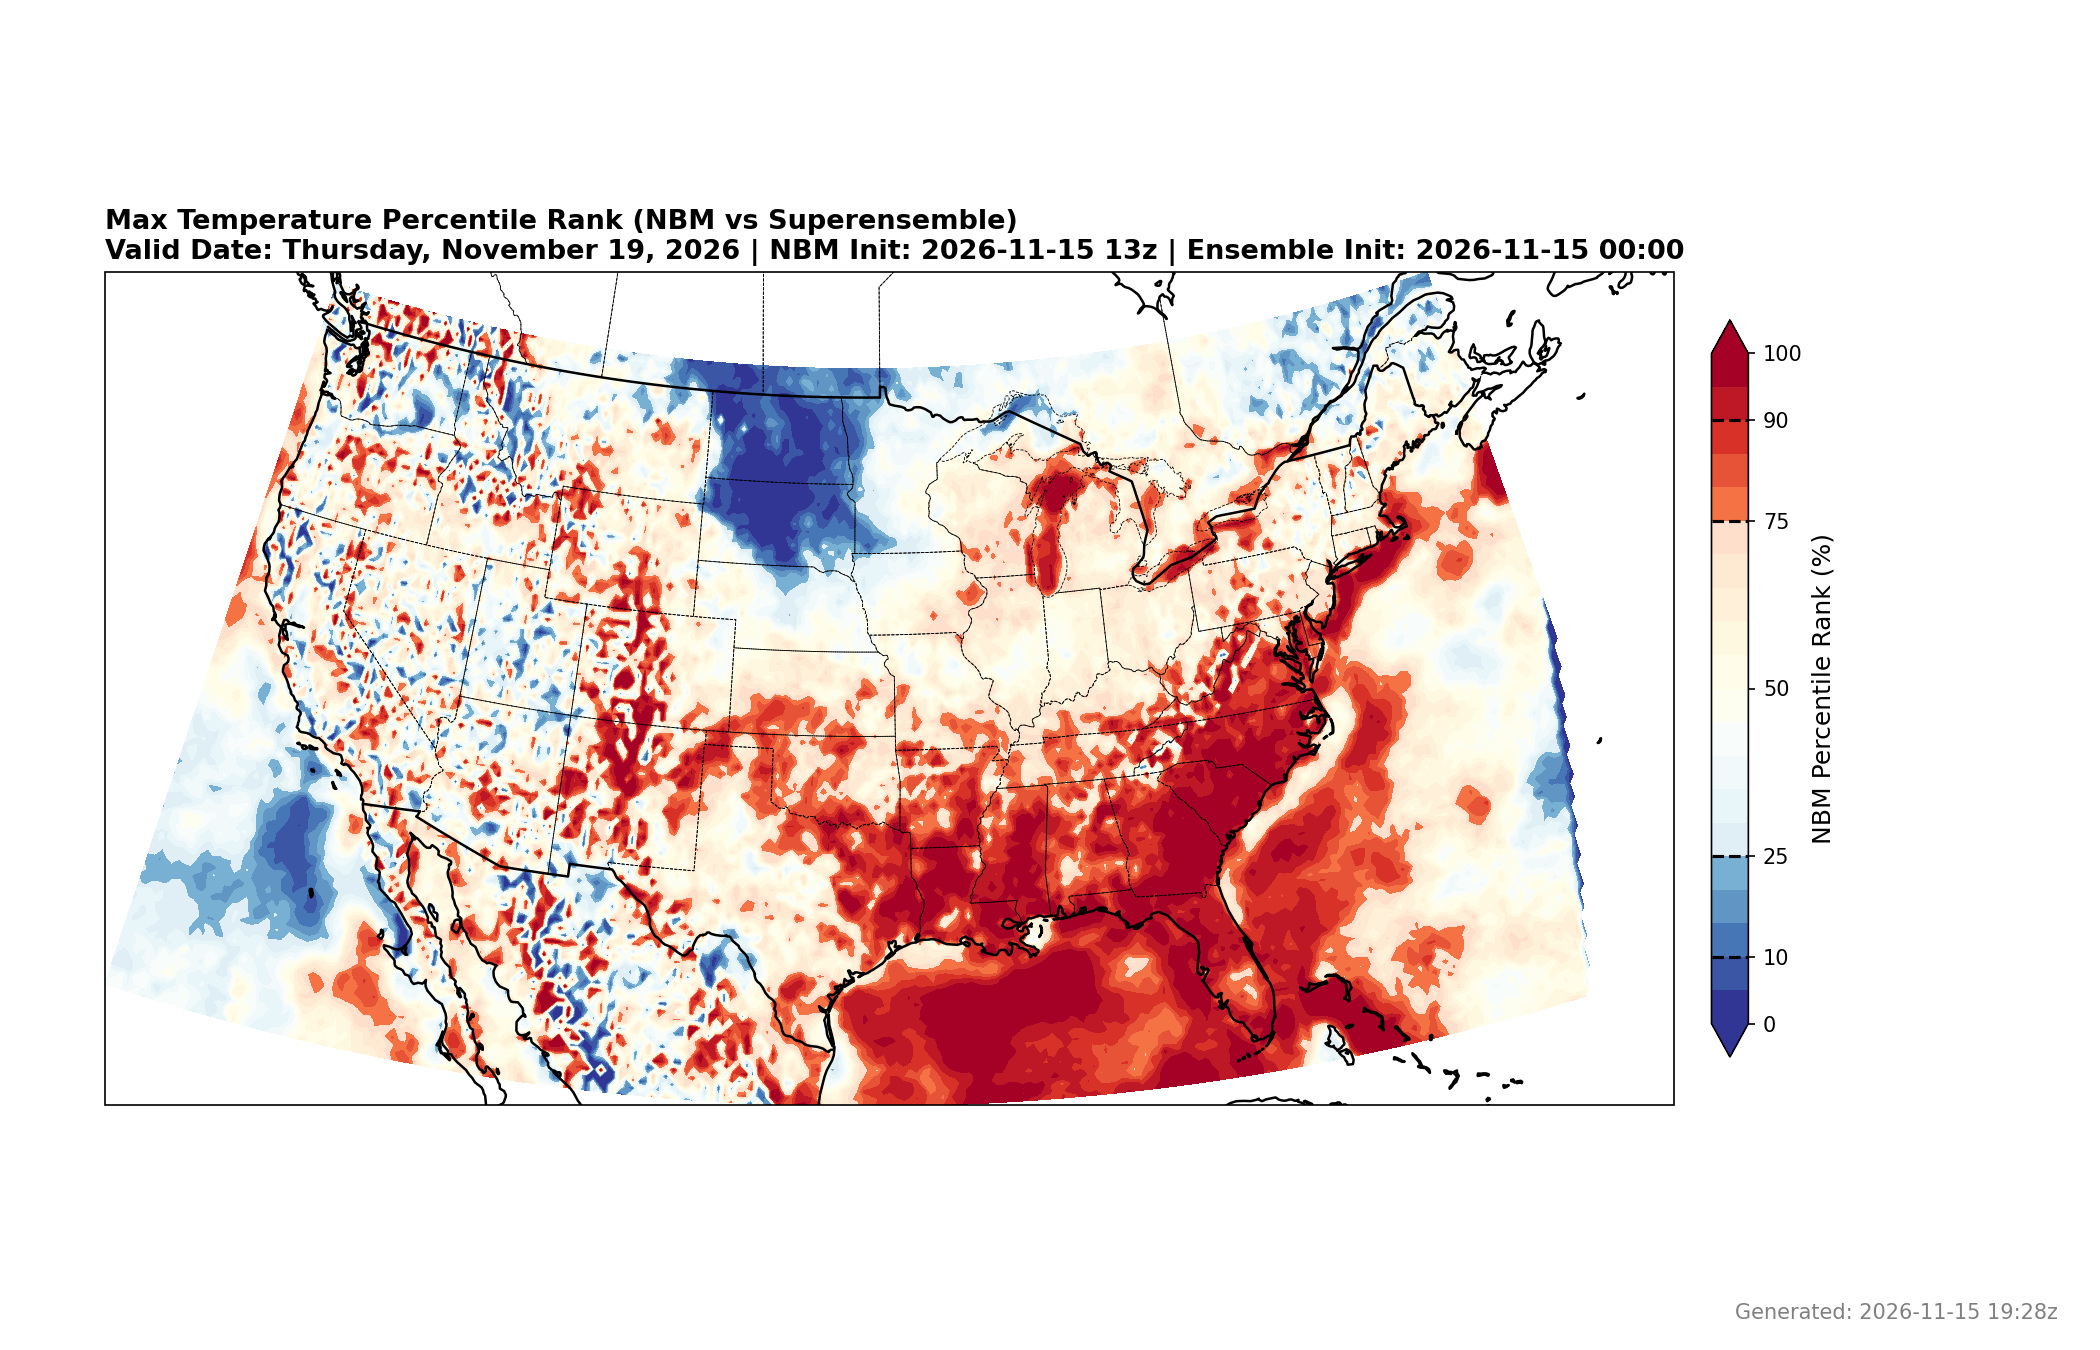 Max Temperature Percentile Rank (NBM vs Superensemble)
Valid Date: Thursday, November 19, 2026 | NBM Init: 2026-11-15 13z | Ensemble Init: 2026-11-15 00:00
100
90
75
50
25
10
0
NBM Percentile Rank (%)
Generated: 2026-11-15 19:28z